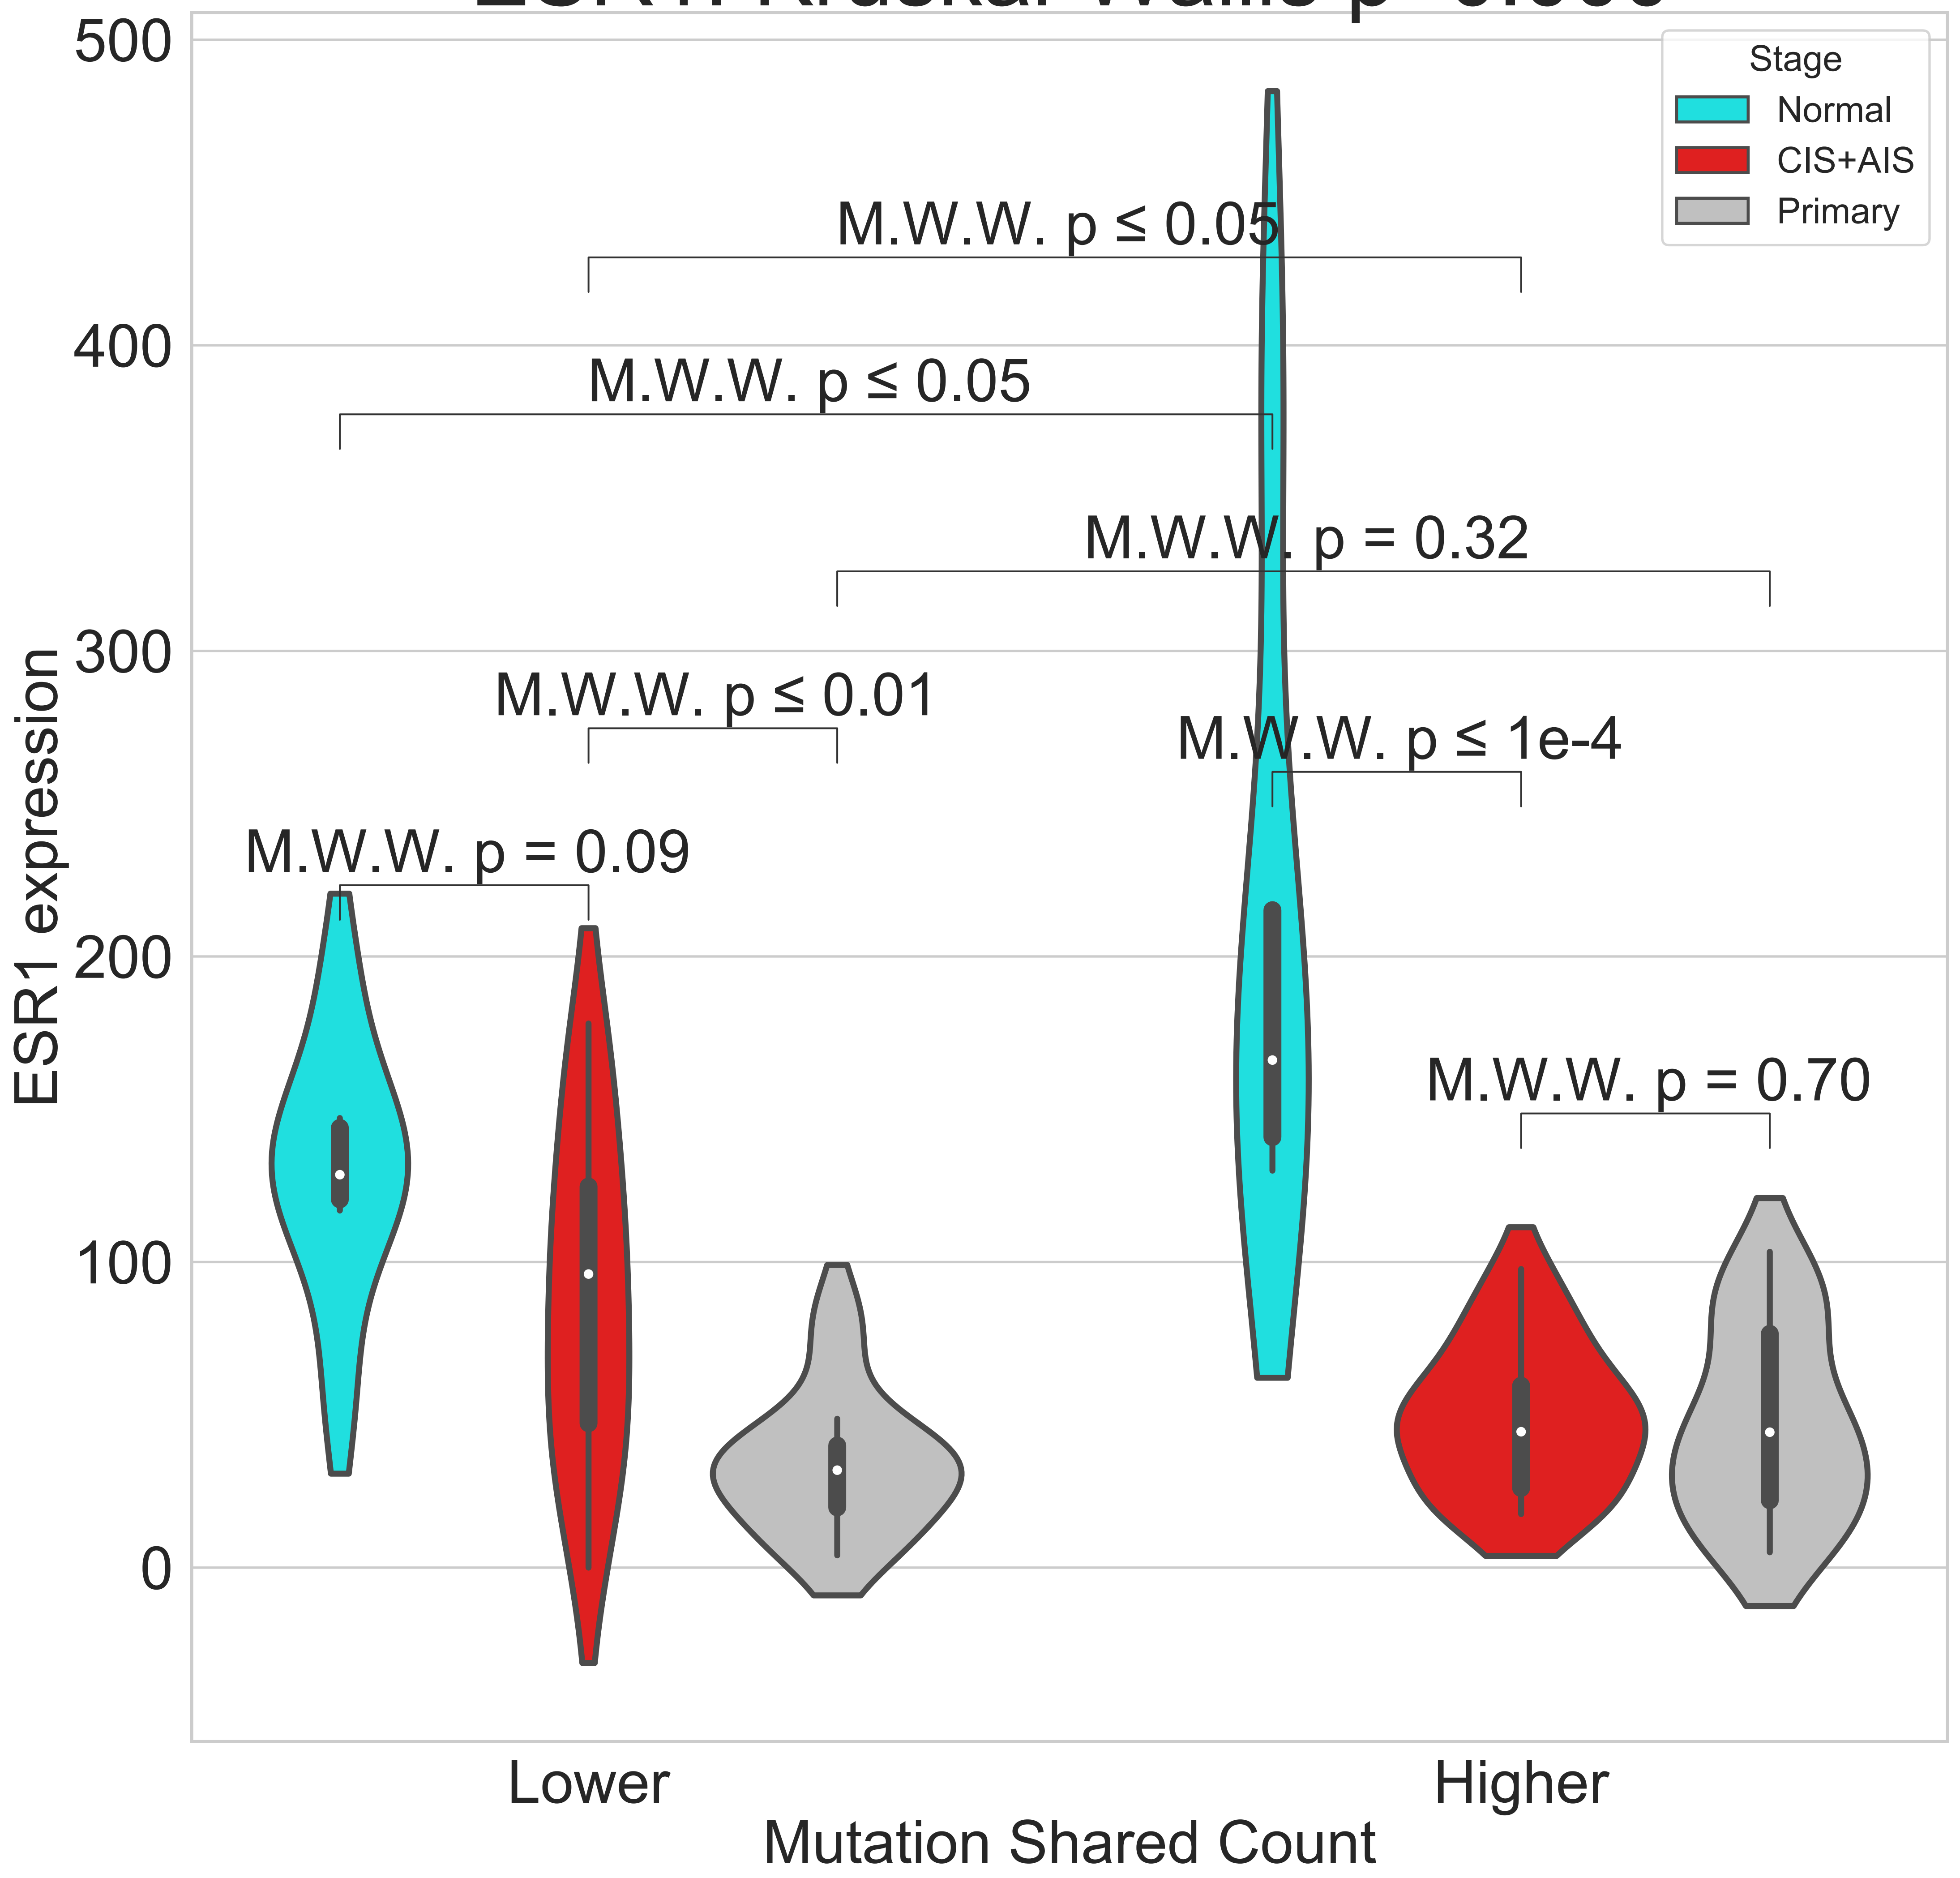 500
Stage
Normal
CIS+AIS
Primary
M.W.W. p ≤ 0.05
400
M.W.W. p ≤ 0.05
M.W.W. p = 0.32
300
M.W.W. p ≤ 0.01
M.W.W. p ≤ 1e-4
M.W.W. p = 0.09
200
M.W.W. p = 0.70
100
0
ESR1 expression
Lower
Higher
Mutation Shared Count